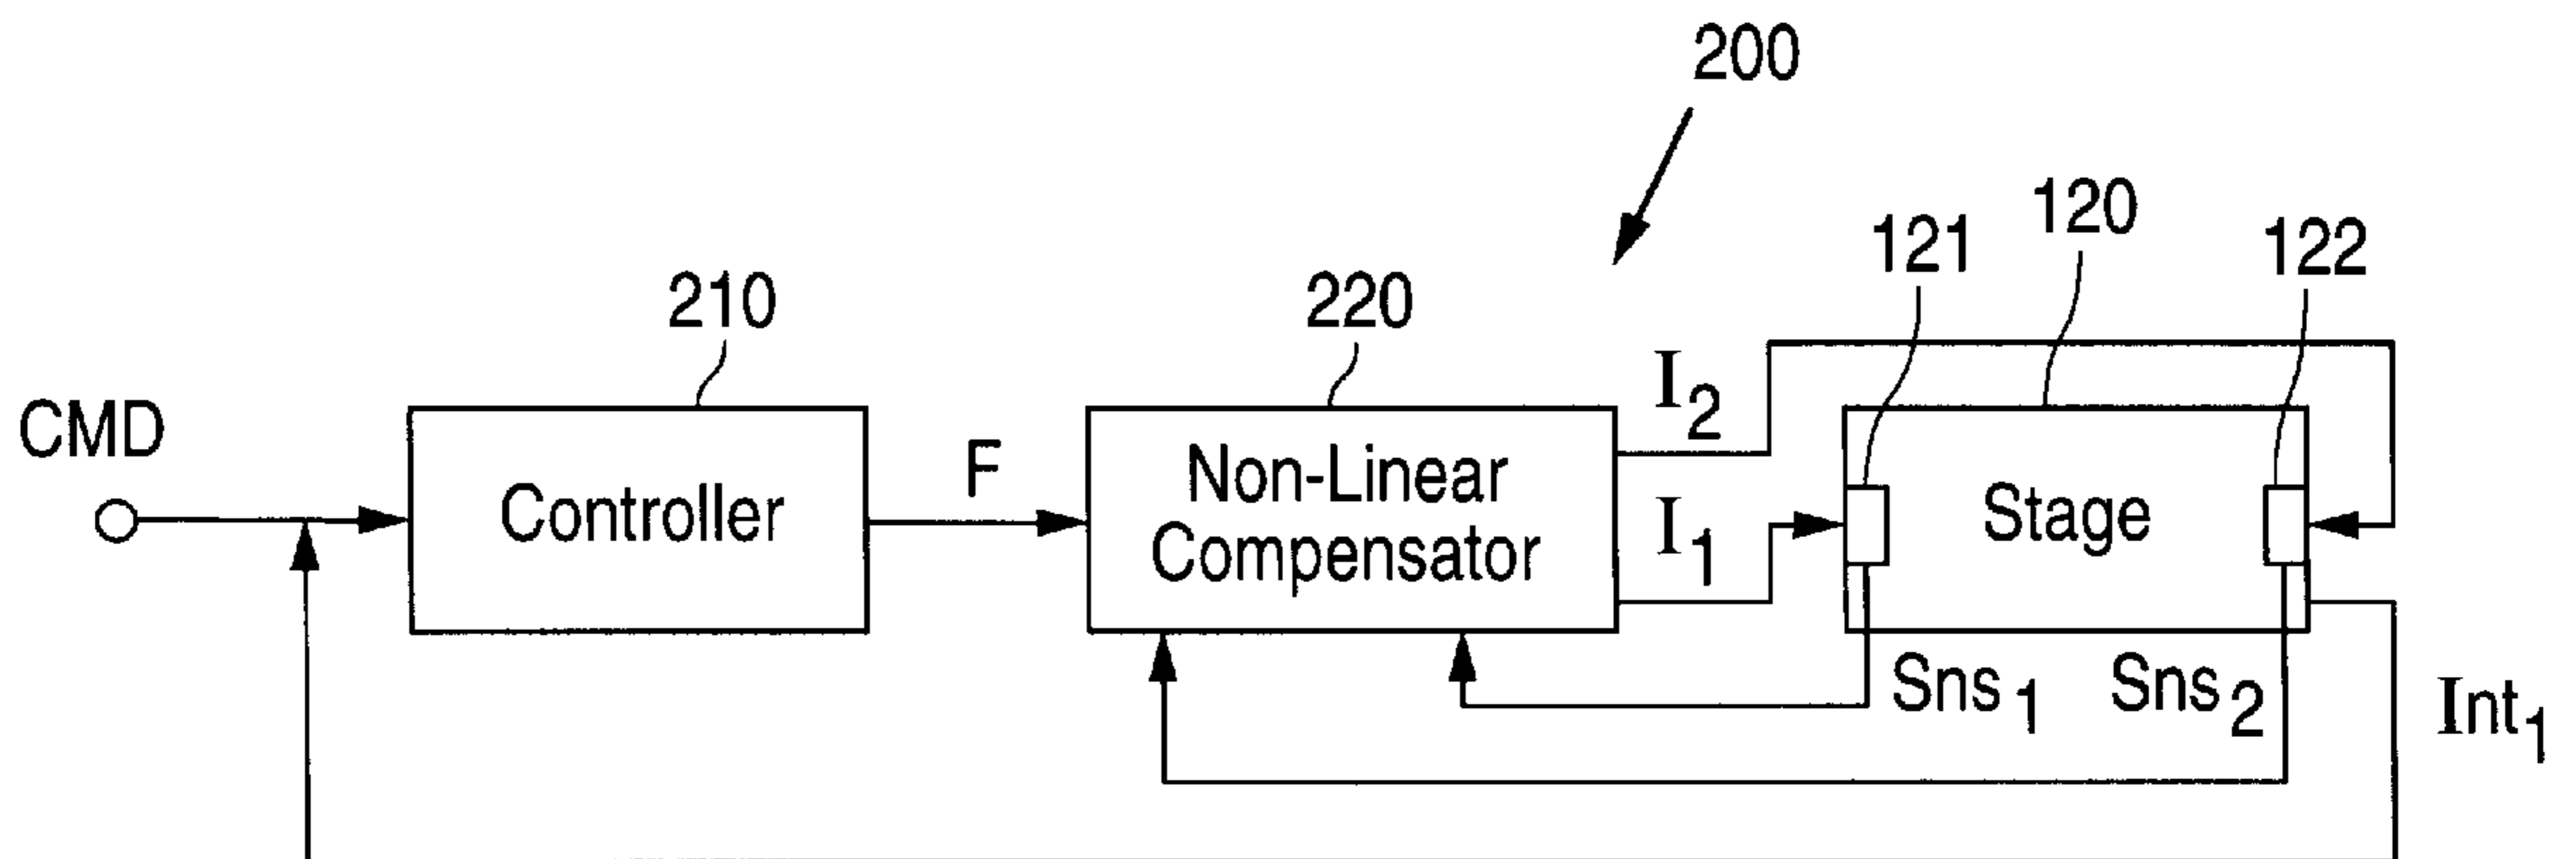 200
121
120
122
210
220
CMD
Controller
F
Non-Linear
Compensator
I2
I1
Stage
Sns1
Sns2
Int1